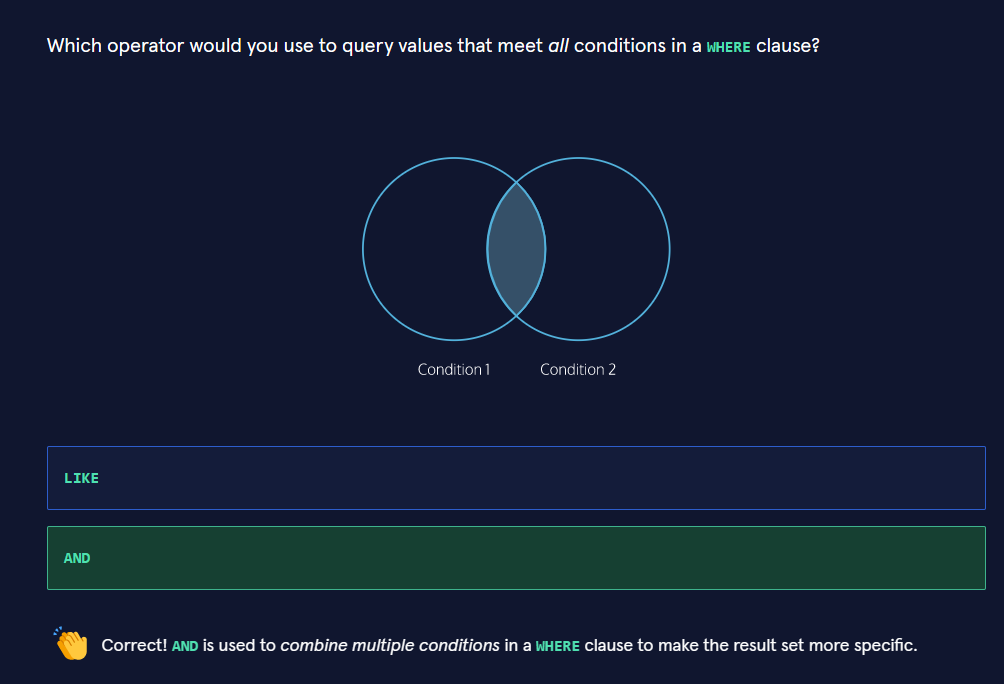 Which operator would you use to query values that meet all conditions in a WHERE clause?
Condition 1
Condition 2
LIKE
AND
Correct! AND is used to combine multiple conditions in a WHERE clause to make the result set more specific.